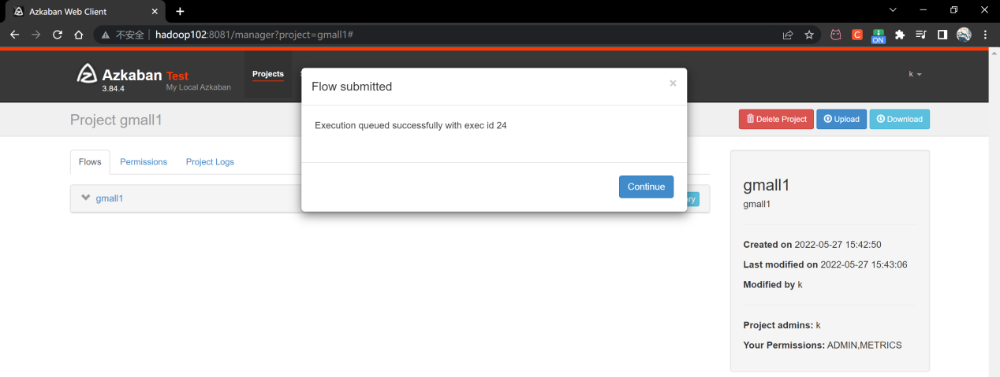 Azkaban Web Client
不安全 hadoop102:8081/manager?project=gmall1#
ON
Azkaban Test
3.84.4
My Local Azkaban
Projects
k
Flow submitted
×
Execution queued successfully with exec id 24
Continue
Project gmall1
Delete Project
Upload
Download
Flows
Permissions
Project Logs
gmall1
gmall1
gmall1
Created on 2022-05-27 15:42:50
Last modified on 2022-05-27 15:43:06
Modified by k
Project admins: k
Your Permissions: ADMIN,METRICS